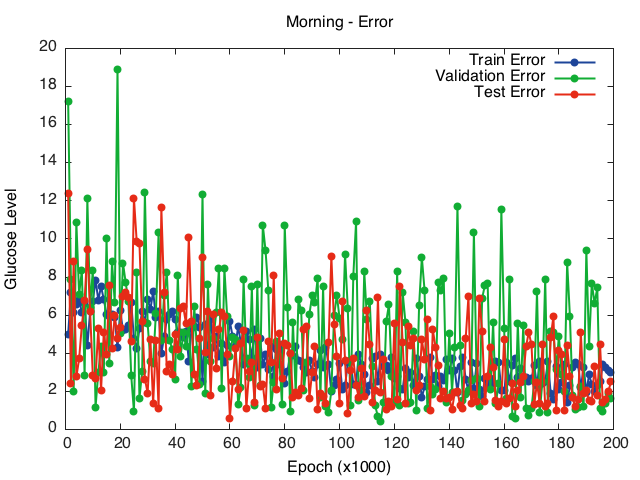 Morning - Error
Train Error
Validation Error
Test Error
Glucose Level
20
18
16
14
12
10
8
6
4
2
0
0 20 40 60 80 100 120 140 160 180 200
Epoch (x1000)